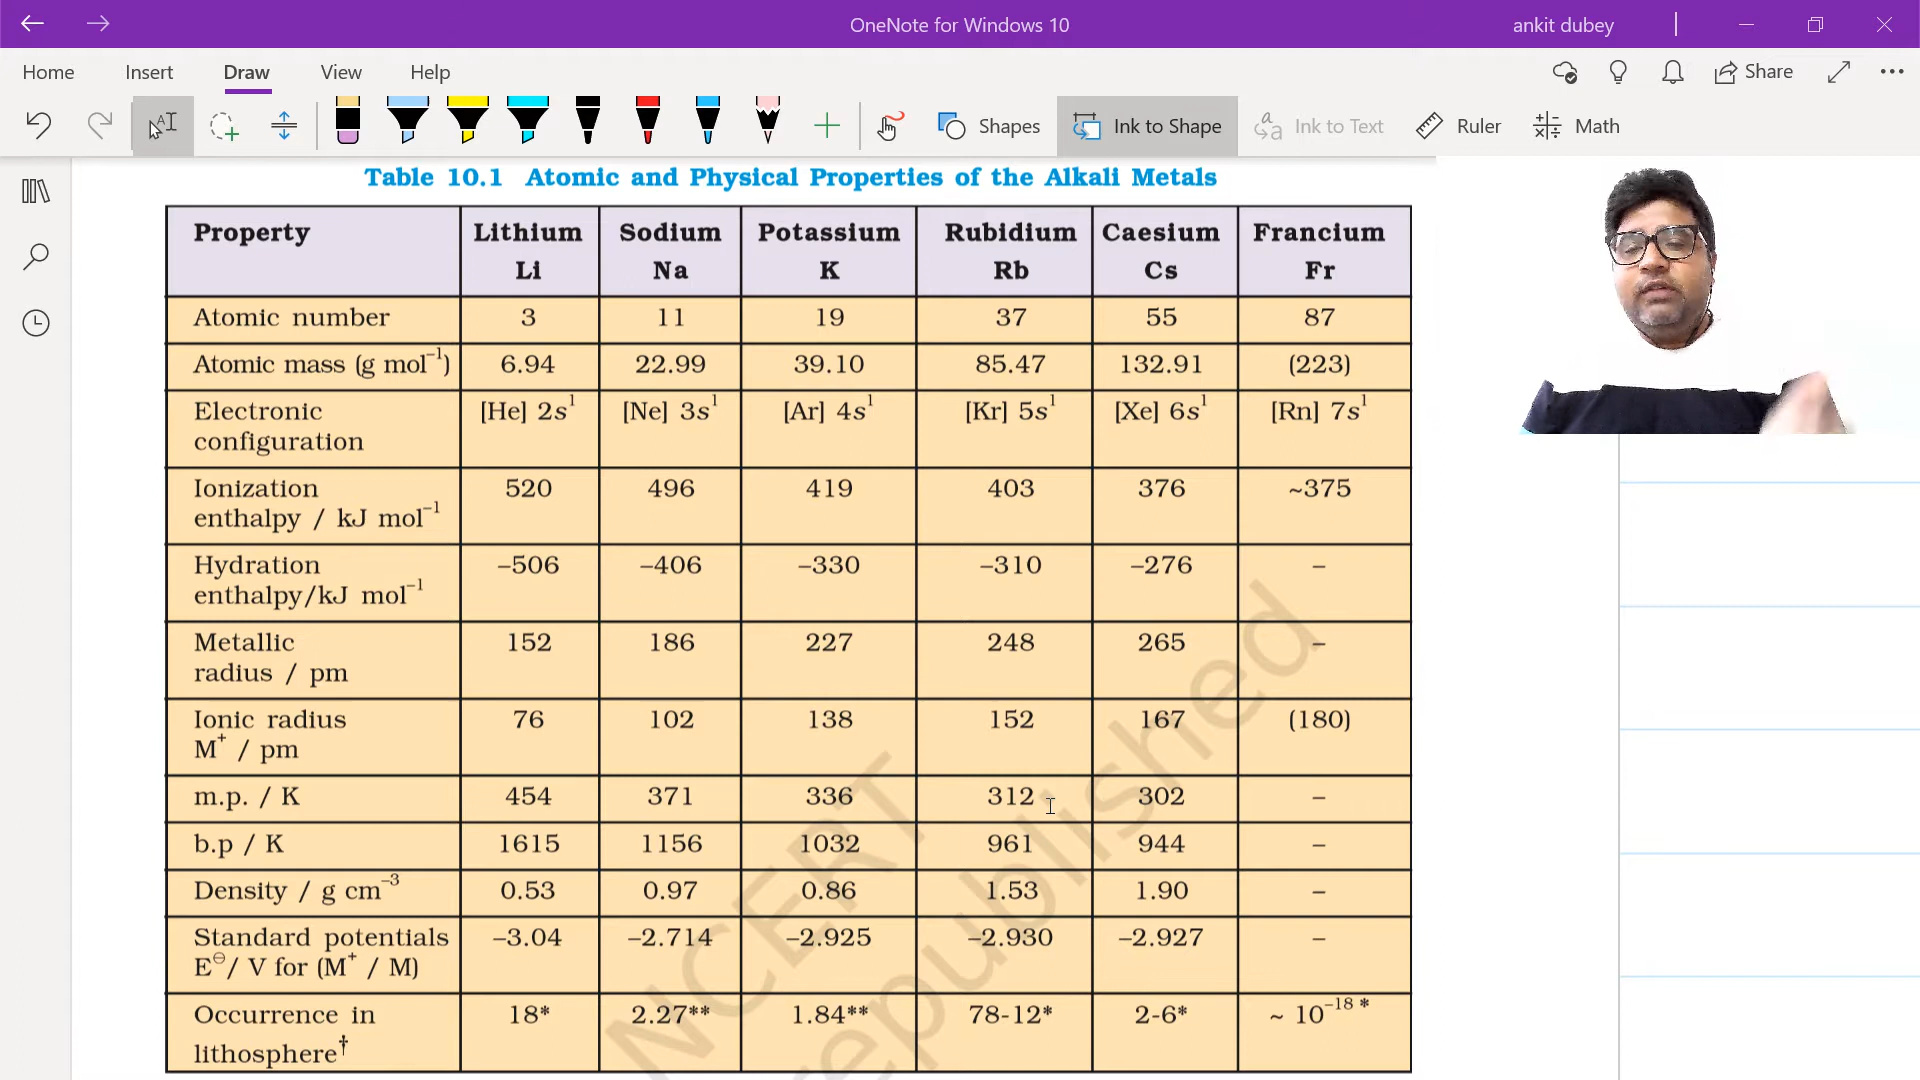 OneNote for Windows 10
ankit dubey
Home Insert Draw View Help
Share
Shapes Ink to Shape Ink to Text Ruler Math
Table 10.1 Atomic and Physical Properties of the Alkali Metals
Property Lithium Sodium Potassium Rubidium Caesium Francium
Li Na K Rb Cs Fr
Atomic number 3 11 19 37 55 87
Atomic mass (g mol⁻¹) 6.94 22.99 39.10 85.47 132.91 (223)
Electronic [He] 2s¹ [Ne] 3s¹ [Ar] 4s¹ [Kr] 5s¹ [Xe] 6s¹ [Rn] 7s¹
configuration
Ionization 520 496 419 403 376 ~375
enthalpy / kJ mol⁻¹
Hydration –506 –406 –330 –310 –276 –
enthalpy/kJ mol⁻¹
Metallic 152 186 227 248 265 –
radius / pm
Ionic radius 76 102 138 152 167 (180)
M⁺ / pm
m.p. / K 454 371 336 312 302 –
b.p / K 1615 1156 1032 961 944 –
Density / g cm⁻³ 0.53 0.97 0.86 1.53 1.90 –
Standard potentials –3.04 –2.714 –2.925 –2.930 –2.927 –
E⊖/ V for (M⁺ / M)
Occurrence in 18* 2.27** 1.84** 78-12* 2-6* ~ 10⁻¹⁸ *
lithosphere†
NCERT
republished